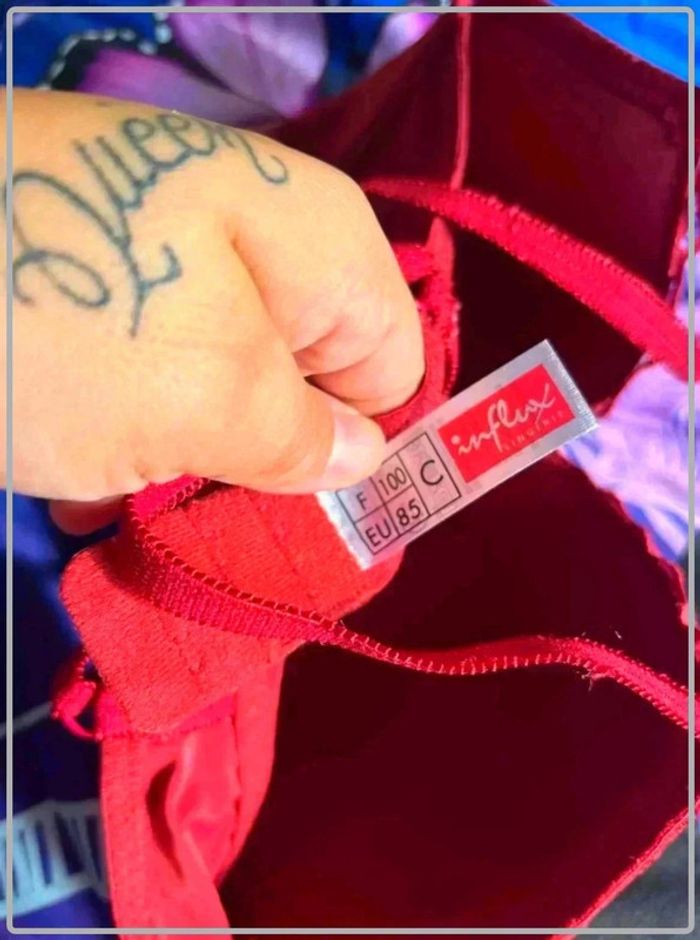 Queen
influx
LINGERIE
F 100 C
EU 85